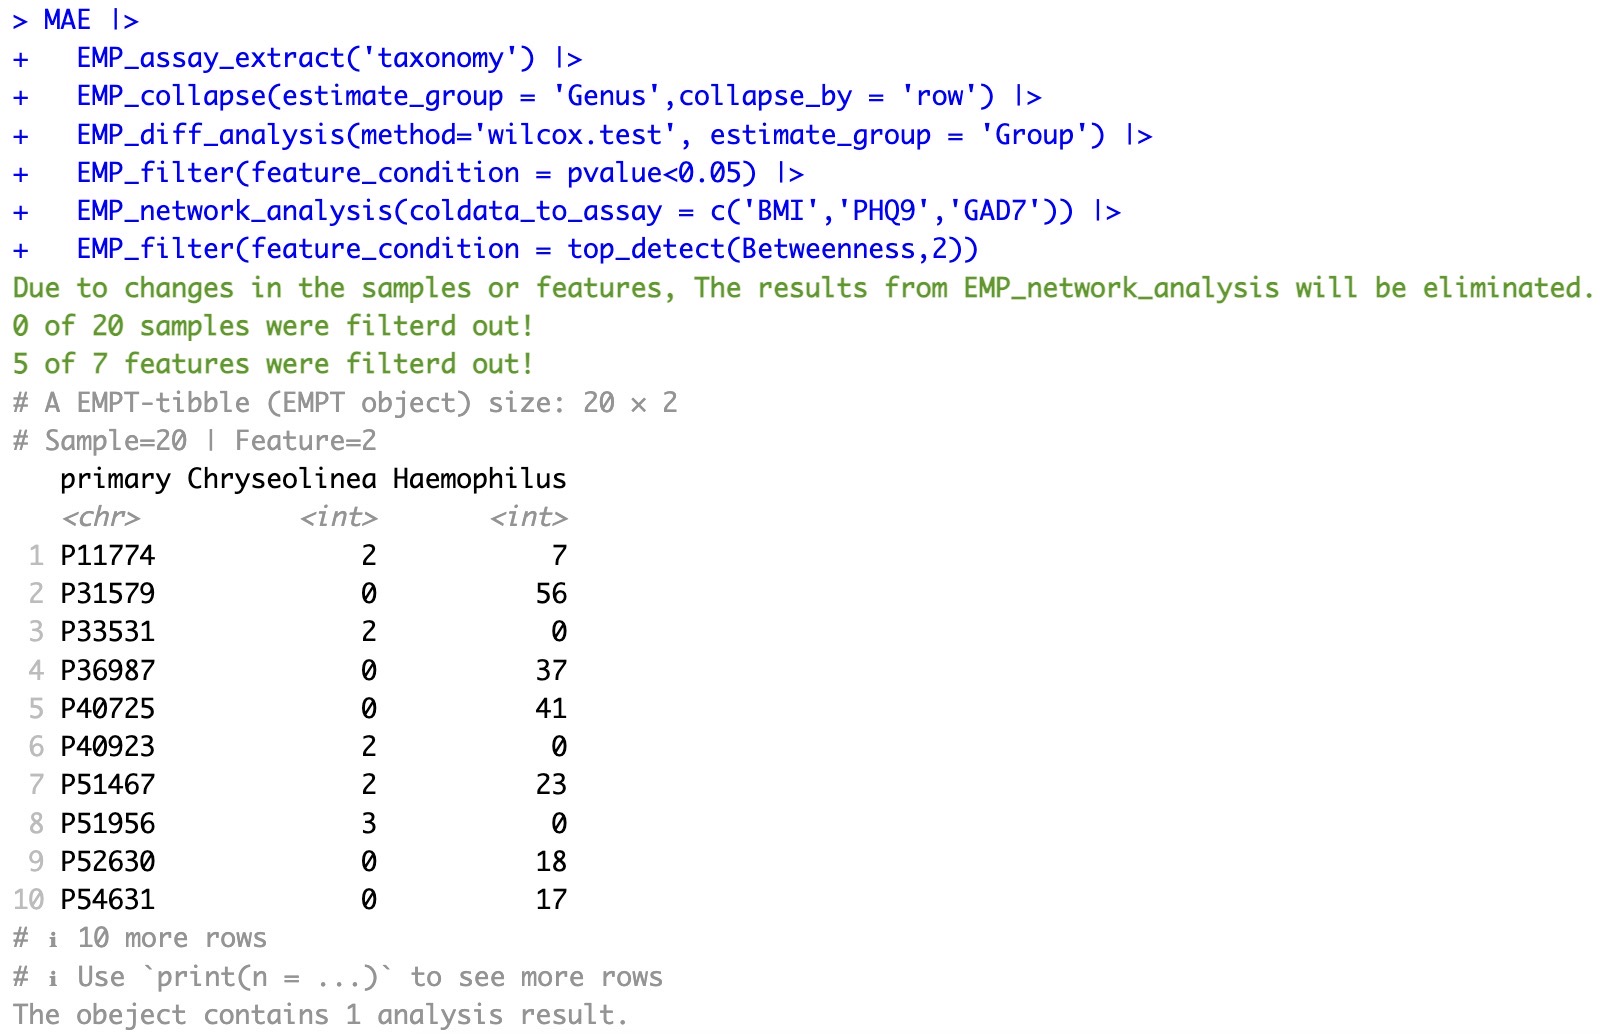 > MAE |>
+   EMP_assay_extract('taxonomy') |>
+   EMP_collapse(estimate_group = 'Genus',collapse_by = 'row') |>
+   EMP_diff_analysis(method='wilcox.test', estimate_group = 'Group') |>
+   EMP_filter(feature_condition = pvalue<0.05) |>
+   EMP_network_analysis(coldata_to_assay = c('BMI','PHQ9','GAD7')) |>
+   EMP_filter(feature_condition = top_detect(Betweenness,2))
Due to changes in the samples or features, The results from EMP_network_analysis will be eliminated.
0 of 20 samples were filterd out!
5 of 7 features were filterd out!
# A EMPT-tibble (EMPT object) size: 20 × 2
# Sample=20 | Feature=2
   primary Chryseolinea Haemophilus
   <chr>          <int>       <int>
 1 P11774             2           7
 2 P31579             0          56
 3 P33531             2           0
 4 P36987             0          37
 5 P40725             0          41
 6 P40923             2           0
 7 P51467             2          23
 8 P51956             3           0
 9 P52630             0          18
10 P54631             0          17
# ℹ 10 more rows
# ℹ Use `print(n = ...)` to see more rows
The obeject contains 1 analysis result.